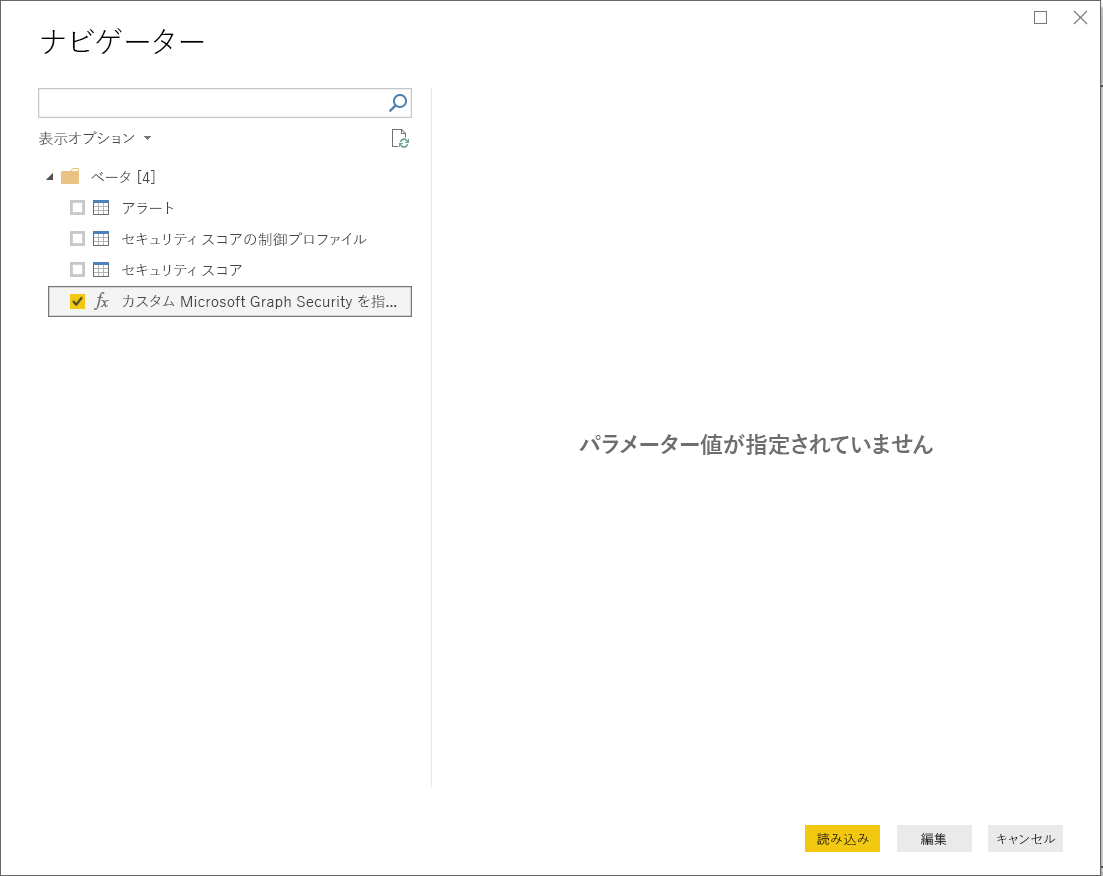 ナビゲーター
表示オプション
ベータ [4]
アラート
セキュリティ スコアの制御プロファイル
セキュリティ スコア
fx カスタム Microsoft Graph Security を指...
パラメーター値が指定されていません
読み込み
編集
キャンセル